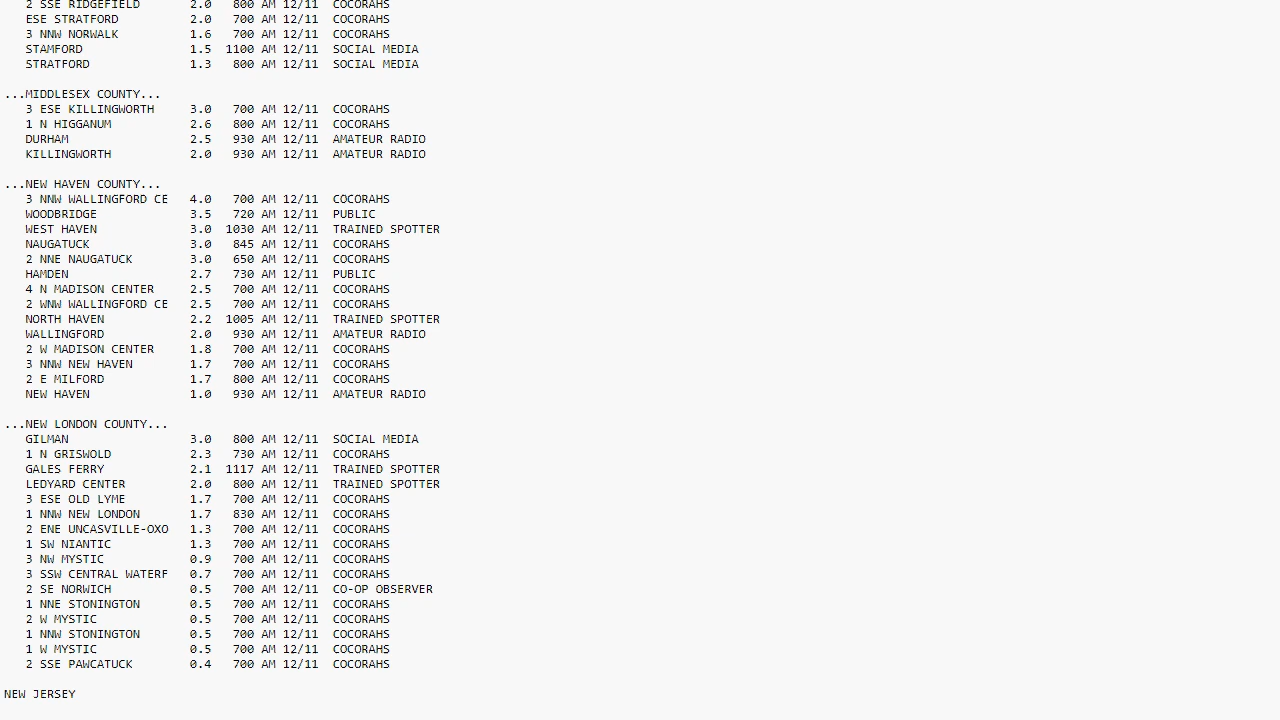 2 SSE RIDGEFIELD     2.0   800 AM 12/11  COCORAHS
ESE STRATFORD        2.0   700 AM 12/11  COCORAHS
3 NNW NORWALK        1.6   700 AM 12/11  COCORAHS
STAMFORD             1.5  1100 AM 12/11  SOCIAL MEDIA
STRATFORD            1.3   800 AM 12/11  SOCIAL MEDIA
...MIDDLESEX COUNTY...
3 ESE KILLINGWORTH   3.0   700 AM 12/11  COCORAHS
1 N HIGGANUM         2.6   800 AM 12/11  COCORAHS
DURHAM               2.5   930 AM 12/11  AMATEUR RADIO
KILLINGWORTH         2.0   930 AM 12/11  AMATEUR RADIO
...NEW HAVEN COUNTY...
3 NNW WALLINGFORD CE 4.0   700 AM 12/11  COCORAHS
WOODBRIDGE           3.5   720 AM 12/11  PUBLIC
WEST HAVEN           3.0  1030 AM 12/11  TRAINED SPOTTER
NAUGATUCK            3.0   845 AM 12/11  COCORAHS
2 NNE NAUGATUCK      3.0   650 AM 12/11  COCORAHS
HAMDEN               2.7   730 AM 12/11  PUBLIC
4 N MADISON CENTER   2.5   700 AM 12/11  COCORAHS
2 WNW WALLINGFORD CE 2.5   700 AM 12/11  COCORAHS
NORTH HAVEN          2.2  1005 AM 12/11  TRAINED SPOTTER
WALLINGFORD          2.0   930 AM 12/11  AMATEUR RADIO
2 W MADISON CENTER   1.8   700 AM 12/11  COCORAHS
3 NNW NEW HAVEN      1.7   700 AM 12/11  COCORAHS
2 E MILFORD          1.7   800 AM 12/11  COCORAHS
NEW HAVEN            1.0   930 AM 12/11  AMATEUR RADIO
...NEW LONDON COUNTY...
GILMAN               3.0   800 AM 12/11  SOCIAL MEDIA
1 N GRISWOLD         2.3   730 AM 12/11  COCORAHS
GALES FERRY          2.1  1117 AM 12/11  TRAINED SPOTTER
LEDYARD CENTER       2.0   800 AM 12/11  TRAINED SPOTTER
3 ESE OLD LYME       1.7   700 AM 12/11  COCORAHS
1 NNW NEW LONDON     1.7   830 AM 12/11  COCORAHS
2 ENE UNCASVILLE-OXO 1.3   700 AM 12/11  COCORAHS
1 SW NIANTIC         1.3   700 AM 12/11  COCORAHS
3 NW MYSTIC          0.9   700 AM 12/11  COCORAHS
3 SSW CENTRAL WATERF 0.7   700 AM 12/11  COCORAHS
2 SE NORWICH         0.5   700 AM 12/11  CO-OP OBSERVER
1 NNE STONINGTON     0.5   700 AM 12/11  COCORAHS
2 W MYSTIC           0.5   700 AM 12/11  COCORAHS
1 NNW STONINGTON     0.5   700 AM 12/11  COCORAHS
1 W MYSTIC           0.5   700 AM 12/11  COCORAHS
2 SSE PAWCATUCK      0.4   700 AM 12/11  COCORAHS
NEW JERSEY